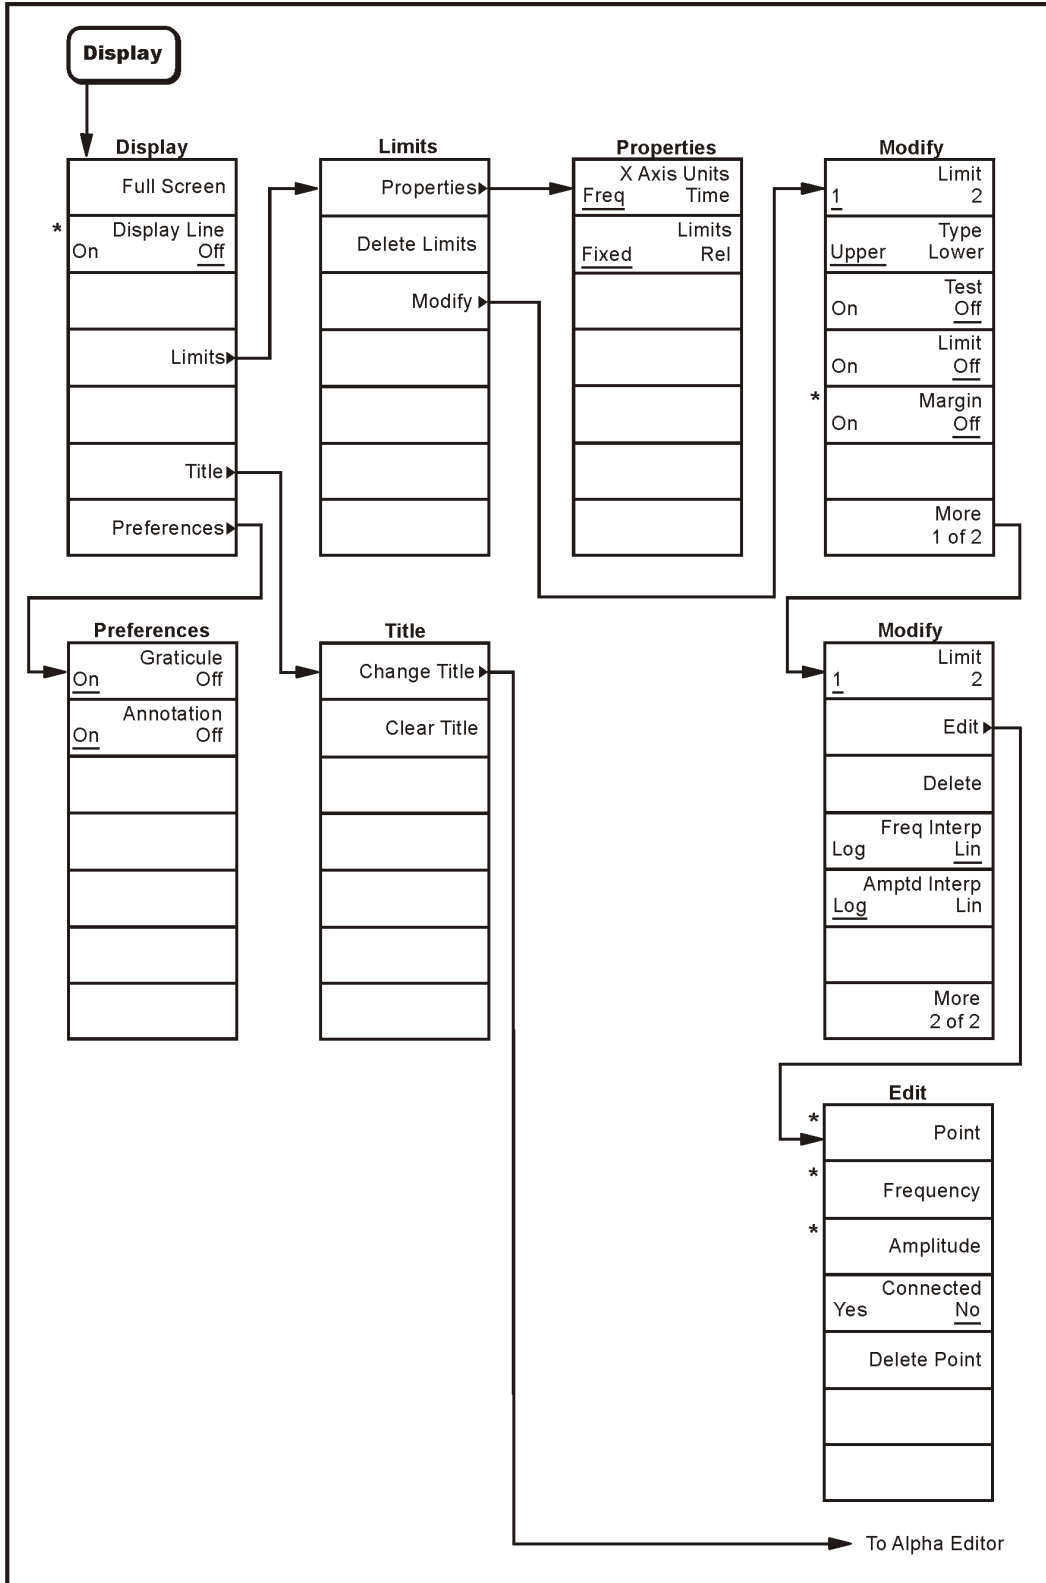 Display
Display
Full Screen
*
Display Line
On Off
Limits
Title
Preferences
Limits
Properties
Delete Limits
Modify
Properties
X Axis Units
Freq Time
Limits
Fixed Rel
Modify
Limit
1 2
Type
Upper Lower
Test
On Off
Limit
On Off
*
Margin
On Off
More
1 of 2
Preferences
Graticule
On Off
Annotation
On Off
Title
Change Title
Clear Title
Modify
Limit
1 2
Edit
Delete
Freq Interp
Log Lin
Amptd Interp
Log Lin
More
2 of 2
Edit
*
Point
*
Frequency
*
Amplitude
Connected
Yes No
Delete Point
To Alpha Editor